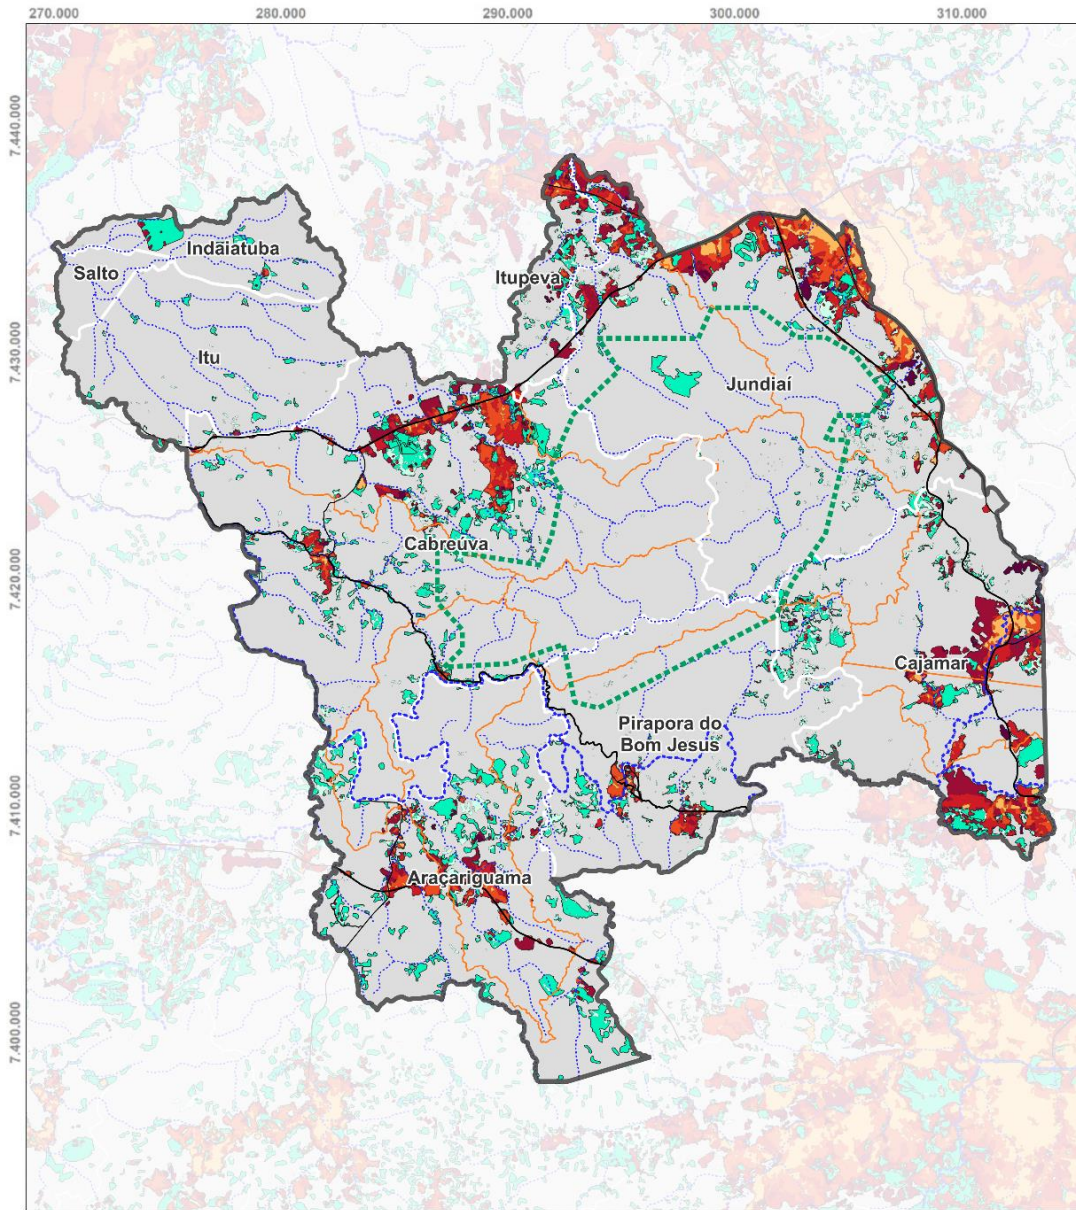 270.000
280.000
290.000
300.000
310.000
7.440.000
7.430.000
7.420.000
7.410.000
7.400.000
Indaiatuba
Salto
Itupeva
Itu
Jundiaí
Cabreúva
Cajamar
Pirapora do
Bom Jesus
Araçariguama